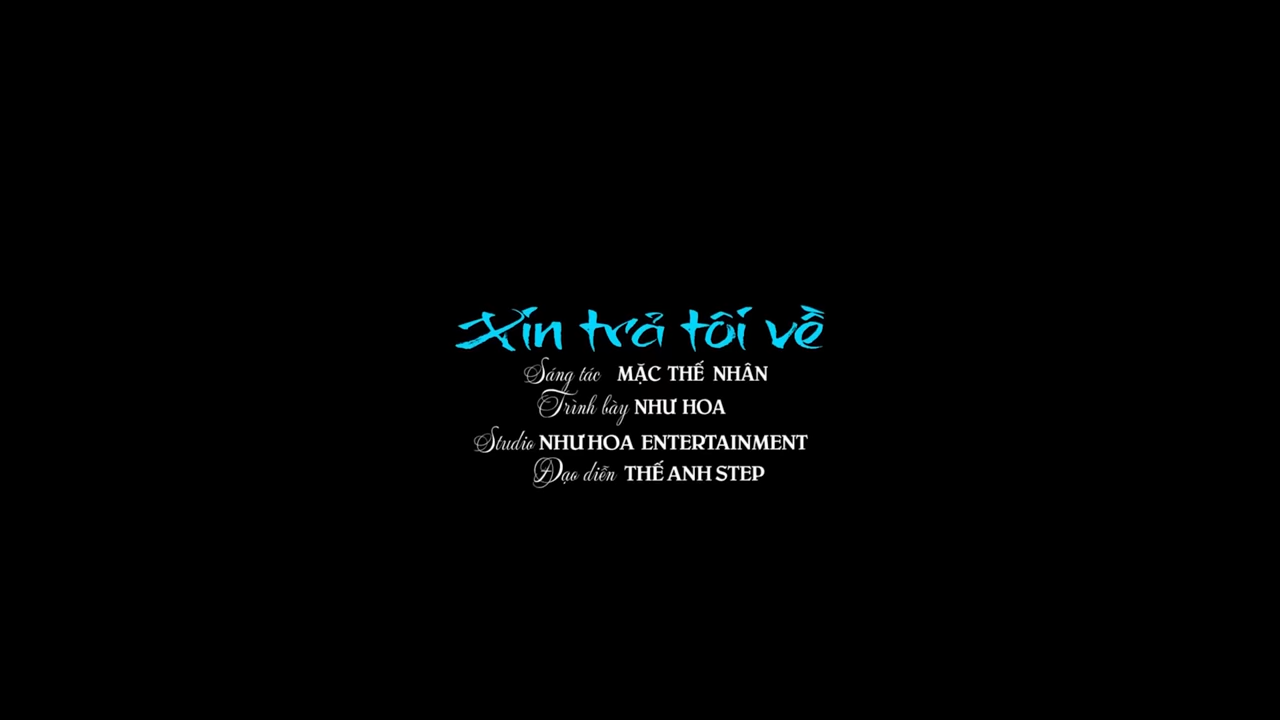 Xin trả tôi về
Sáng tác MẶC THẾ NHÂN
Trình bày NHƯ HOA
Studio NHƯ HOA ENTERTAINMENT
Đạo diễn THẾ ANH STEP